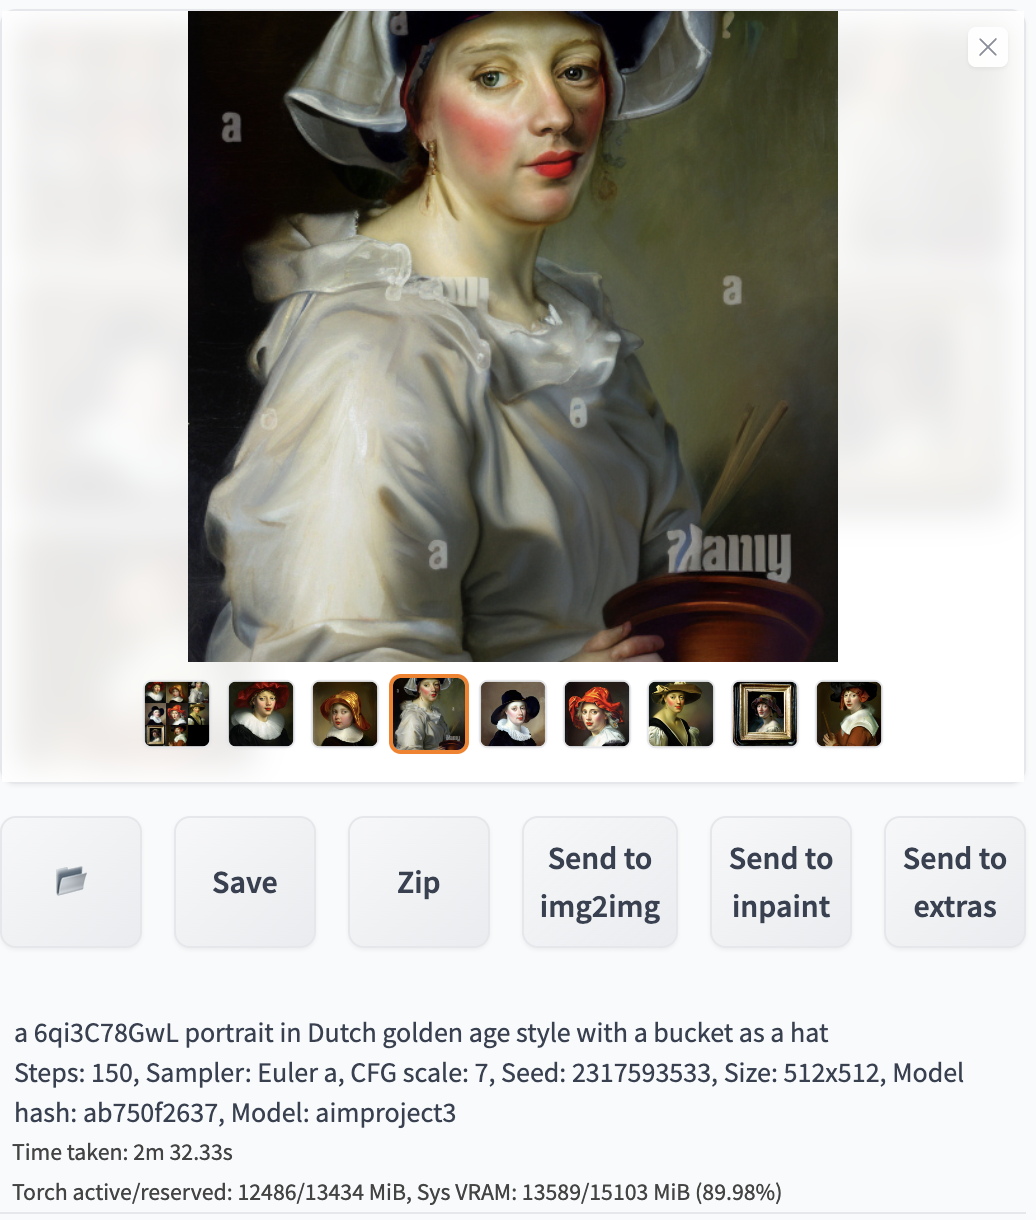 a
a
a
a
a
a
alamy
Save
Zip
Send to
img2img
Send to
inpaint
Send to
extras
a 6qi3C78GwL portrait in Dutch golden age style with a bucket as a hat
Steps: 150, Sampler: Euler a, CFG scale: 7, Seed: 2317593533, Size: 512x512, Model
hash: ab750f2637, Model: aimproject3
Time taken: 2m 32.33s
Torch active/reserved: 12486/13434 MiB, Sys VRAM: 13589/15103 MiB (89.98%)